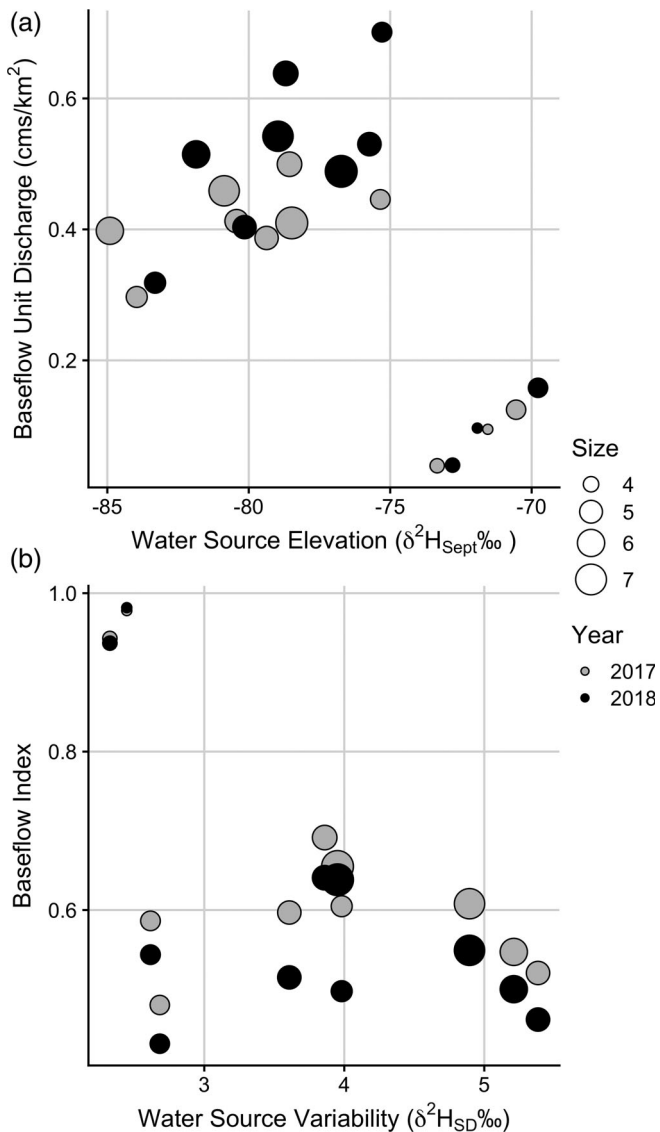 (a)
Baseflow Unit Discharge (cms/km²)
0.6
0.4
0.2
-85 -80 -75 -70
Water Source Elevation (δ²H_Sept‰ )
Size
4
5
6
7
Year
2017
2018
(b)
Baseflow Index
1.0
0.8
0.6
3 4 5
Water Source Variability (δ²H_SD‰)